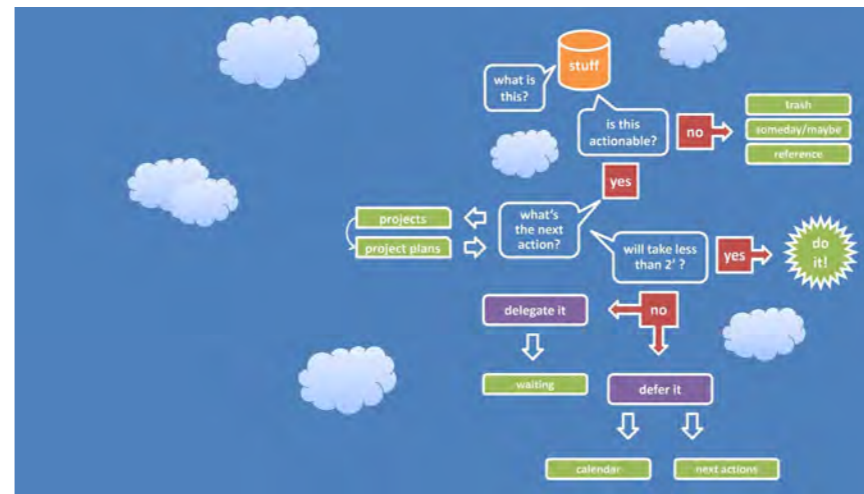 stuff
what is
this?
is this
actionable?
no
trash
someday/maybe
reference
yes
what's
the next
action?
projects
project plans
will take less
than 2' ?
yes
do
it!
no
delegate it
waiting
defer it
calendar
next actions